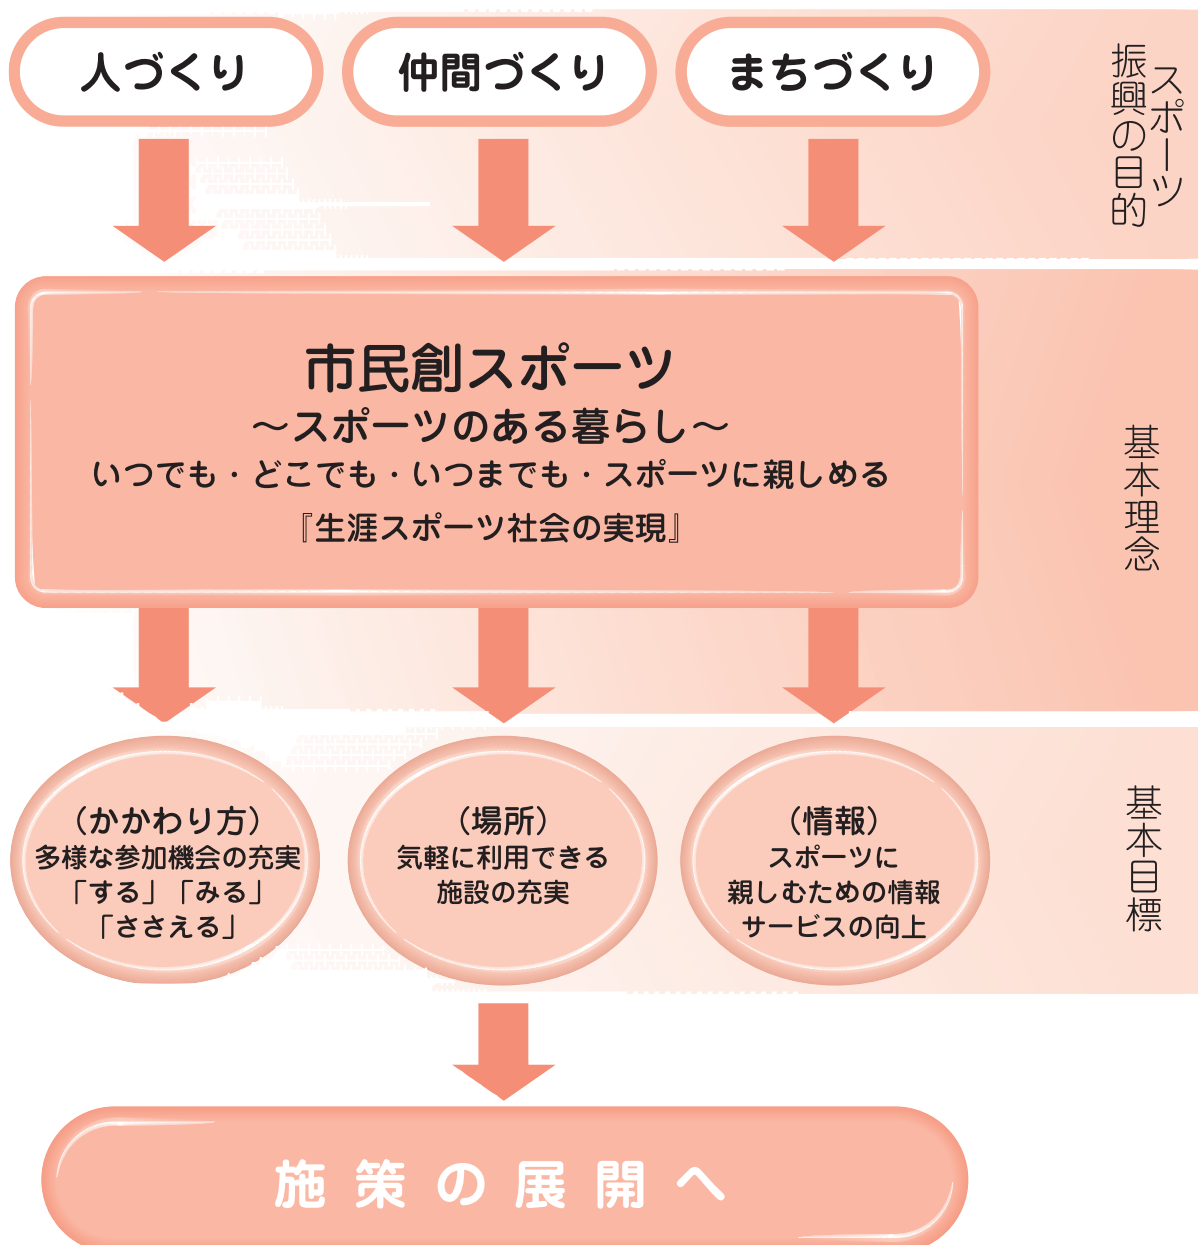 人づくり
仲間づくり
まちづくり
スポーツ
振興の目的
市民創スポーツ
～スポーツのある暮らし～
いつでも・どこでも・いつまでも・スポーツに親しめる
『生涯スポーツ社会の実現』
基本理念
（かかわり方）
多様な参加機会の充実
「する」「みる」
「ささえる」
（場所）
気軽に利用できる
施設の充実
（情報）
スポーツに
親しむための情報
サービスの向上
基本目標
施策の展開へ